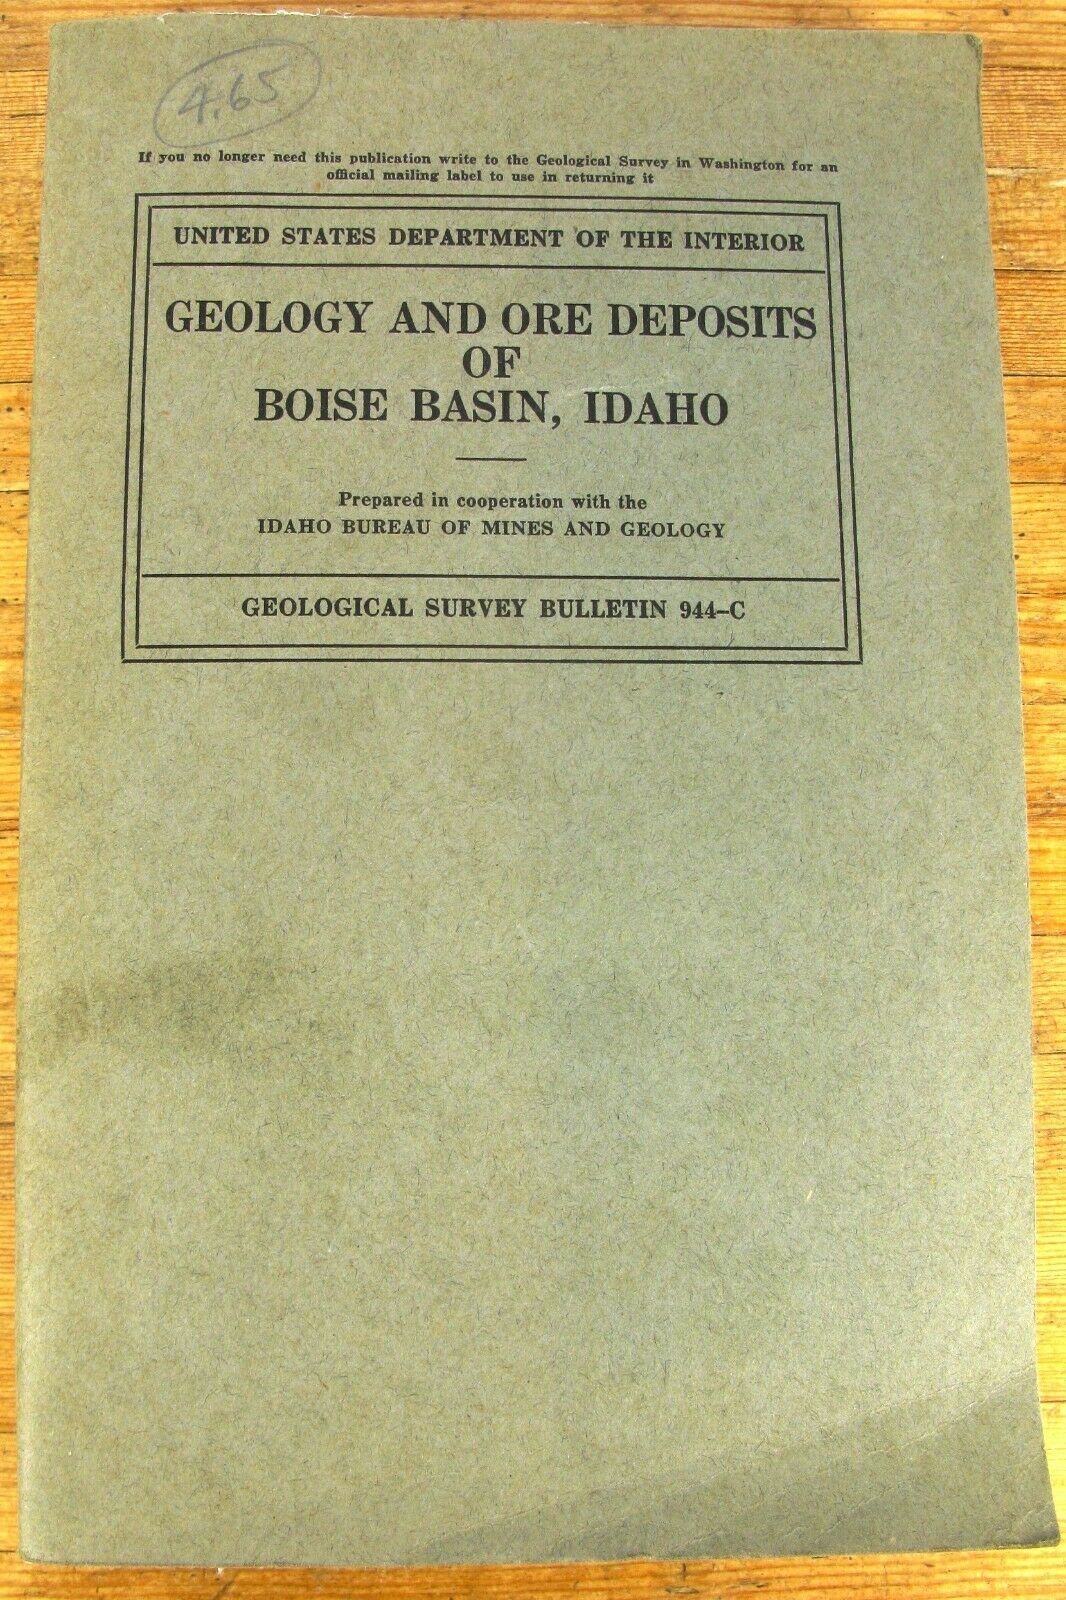 4.65
If you no longer need this publication write to the Geological Survey in Washington for an
official mailing label to use in returning it
UNITED STATES DEPARTMENT OF THE INTERIOR
GEOLOGY AND ORE DEPOSITS
OF
BOISE BASIN, IDAHO
Prepared in cooperation with the
IDAHO BUREAU OF MINES AND GEOLOGY
GEOLOGICAL SURVEY BULLETIN 944–C